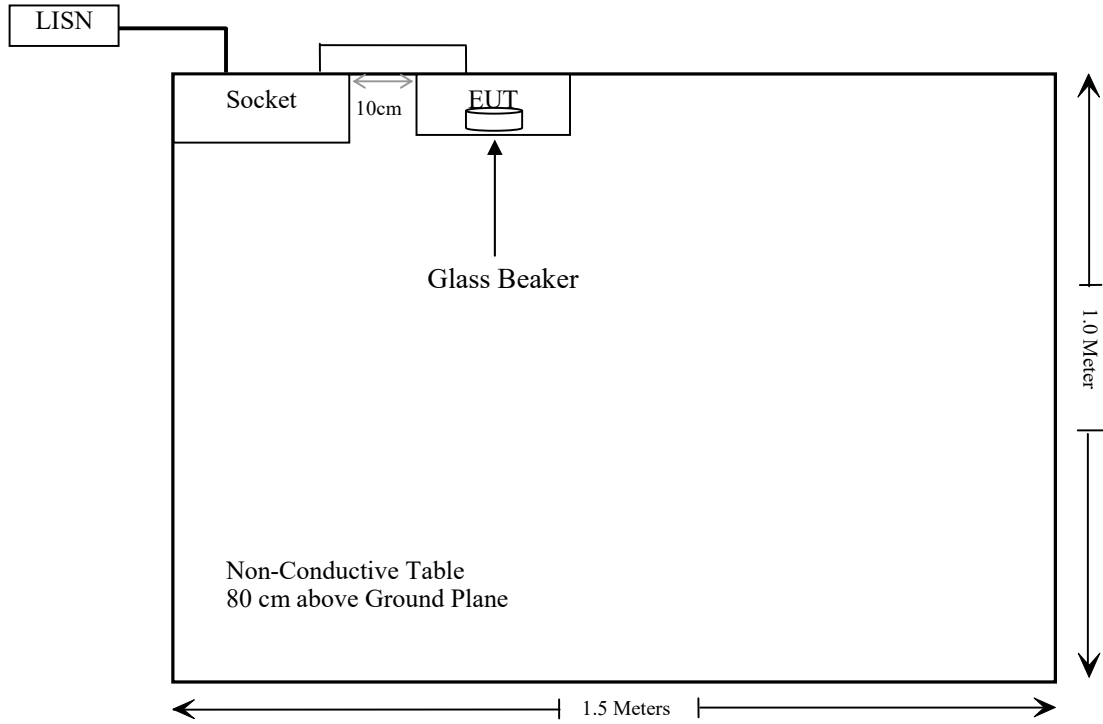 LISN
Socket
10cm
EUT
Glass Beaker
1.0 Meter
Non-Conductive Table
80 cm above Ground Plane
1.5 Meters